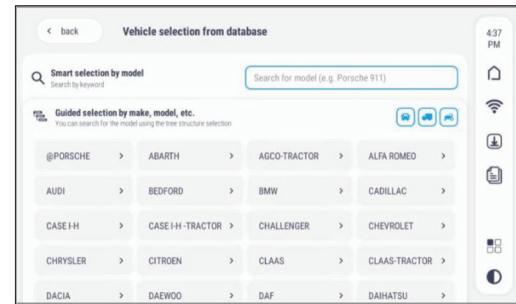 back
Vehicle selection from database
4:37
PM
Smart selection by model
Search by keyword
Search for model (e.g. Porsche 911)
Guided selection by make, model, etc.
You can search for the model using the tree structure selection
@PORSCHE
ABARTH
AGCO-TRACTOR
ALFA ROMEO
AUDI
BEDFORD
BMW
CADILLAC
CASE I-H
CASE I-H -TRACTOR
CHALLENGER
CHEVROLET
CHRYSLER
CITROEN
CLAAS
CLAAS-TRACTOR
DACIA
DAEWOO
DAF
DAIHATSU